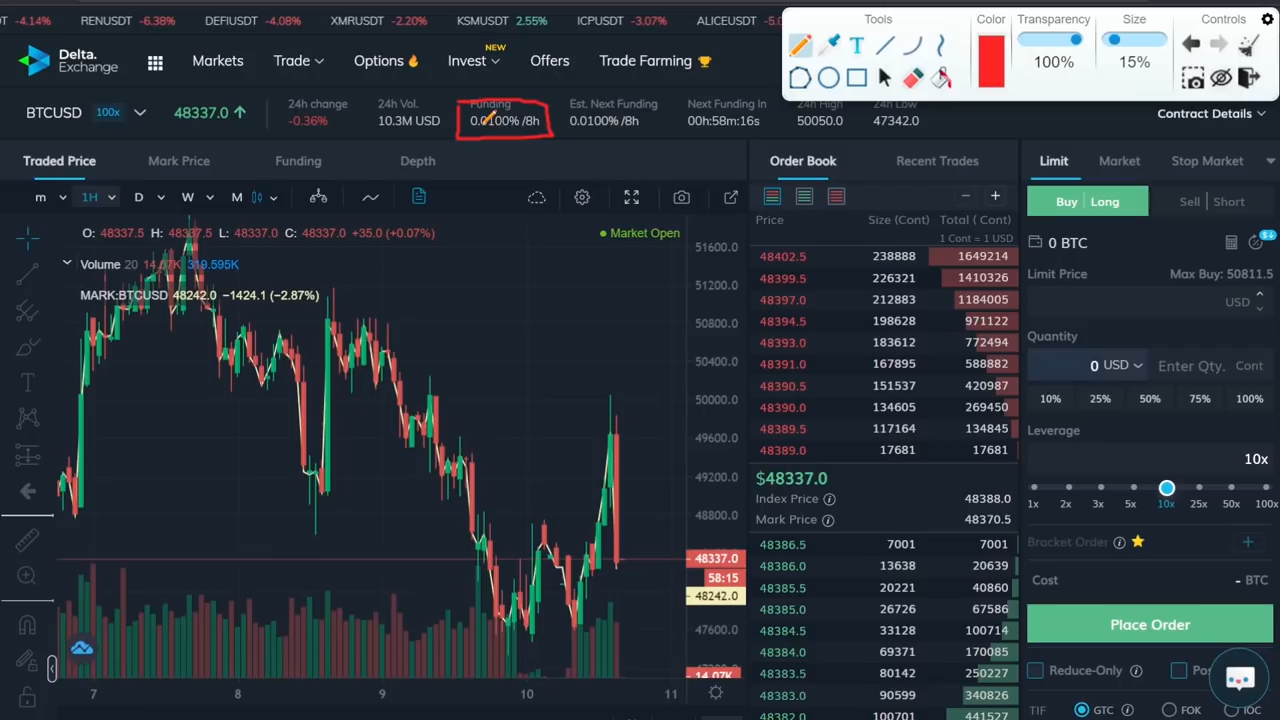 -4.14% RENUSDT -6.38% DEFIUSDT -4.08% XMRUSDT -2.20% KSMUSDT 2.55% ICPUSDT -3.07% ALICEUSDT
Tools Color Transparency Size Controls
T
100% 15%
Delta.
Exchange
Markets Trade Options Invest NEW Offers Trade Farming
BTCUSD 100x 48337.0
24h change
-0.36%
24h Vol.
10.3M USD
Funding
0.0100% /8h
Est. Next Funding
0.0100% /8h
Next Funding In
00h:58m:16s
24h High
50050.0
24h Low
47342.0
Contract Details
Traded Price Mark Price Funding Depth
m 1H D W M
O: 48337.5 H: 48337.5 L: 48337.0 C: 48337.0 +35.0 (+0.07%)
Market Open
Volume 20 14.07K 319.595K
MARK:BTCUSD 48242.0 −1424.1 (−2.87%)
51600.0
51200.0
50800.0
50400.0
50000.0
49600.0
49200.0
48800.0
48337.0
58:15
48242.0
47600.0
14.07K
7 8 9 10 11
Order Book Recent Trades
Price Size (Cont) Total ( Cont)
1 Cont = 1 USD
48402.5 238888 1649214
48399.5 226321 1410326
48397.0 212883 1184005
48394.5 198628 971122
48393.0 183612 772494
48391.0 167895 588882
48390.5 151537 420987
48390.0 134605 269450
48389.5 117164 134845
48389.0 17681 17681
$48337.0
Index Price 48388.0
Mark Price 48370.5
48386.5 7001 7001
48386.0 13638 20639
48385.5 20221 40860
48385.0 26726 67586
48384.5 33128 100714
48384.0 69371 170085
48383.5 80142 250227
48383.0 90599 340826
48382.0 100701 441527
Limit Market Stop Market
Buy Long Sell Short
0 BTC
Limit Price Max Buy: 50811.5
USD
Quantity
0 USD Enter Qty. Cont
10% 25% 50% 75% 100%
Leverage
10x
1x 2x 3x 5x 10x 25x 50x 100x
Bracket Order
Cost - BTC
Place Order
Reduce-Only
TIF GTC FOK IOC